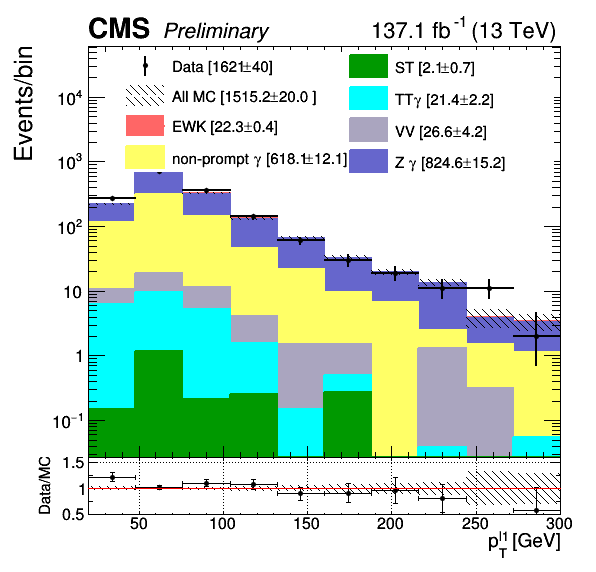 CMS Preliminary 137.1 fb⁻¹ (13 TeV)
Events/bin
Data [1621±40]
All MC [1515.2±20.0 ]
EWK [22.3±0.4]
non-prompt γ [618.1±12.1]
ST [2.1±0.7]
TTγ [21.4±2.2]
VV [26.6±4.2]
Z γ [824.6±15.2]
10⁴
10³
10²
10
1
10⁻¹
Data/MC
1.5
1
0.5
50 100 150 200 250 300
p_T^{l1} [GeV]